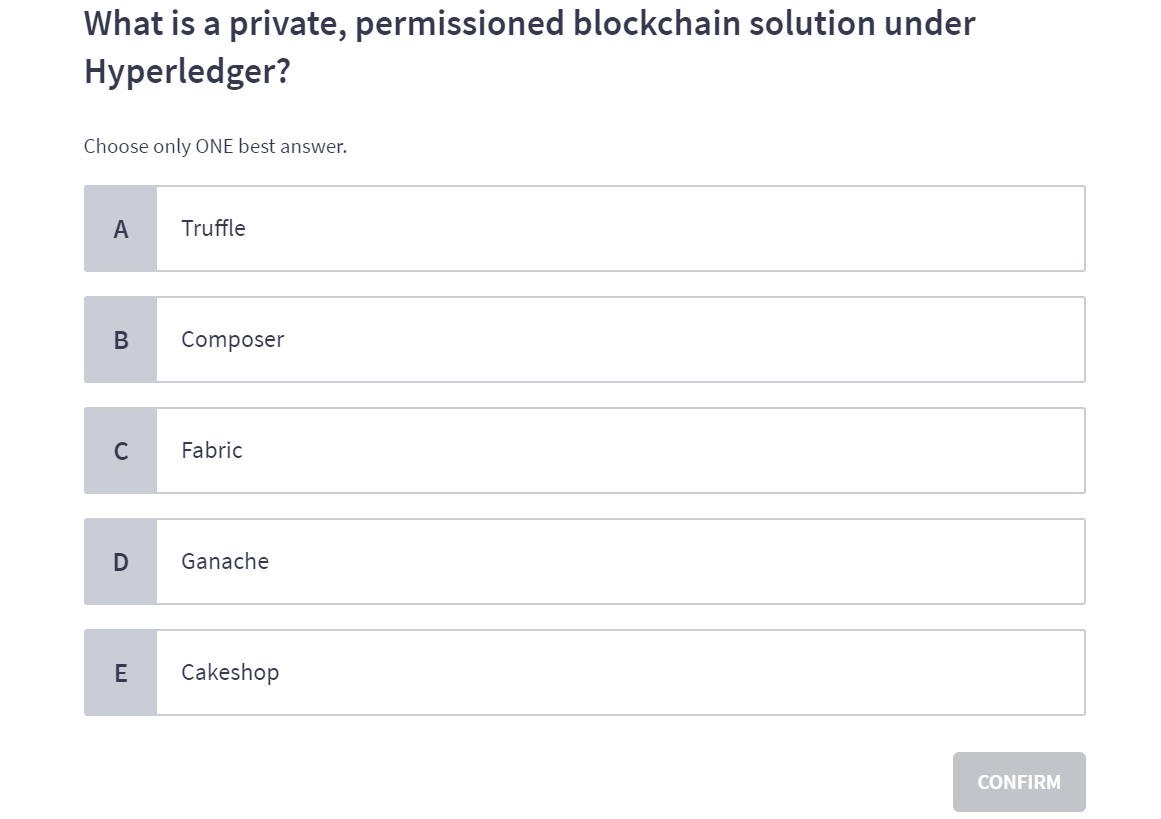 What is a private, permissioned blockchain solution under
Hyperledger?
Choose only ONE best answer.
A Truffle
B Composer
C Fabric
D Ganache
E Cakeshop
CONFIRM